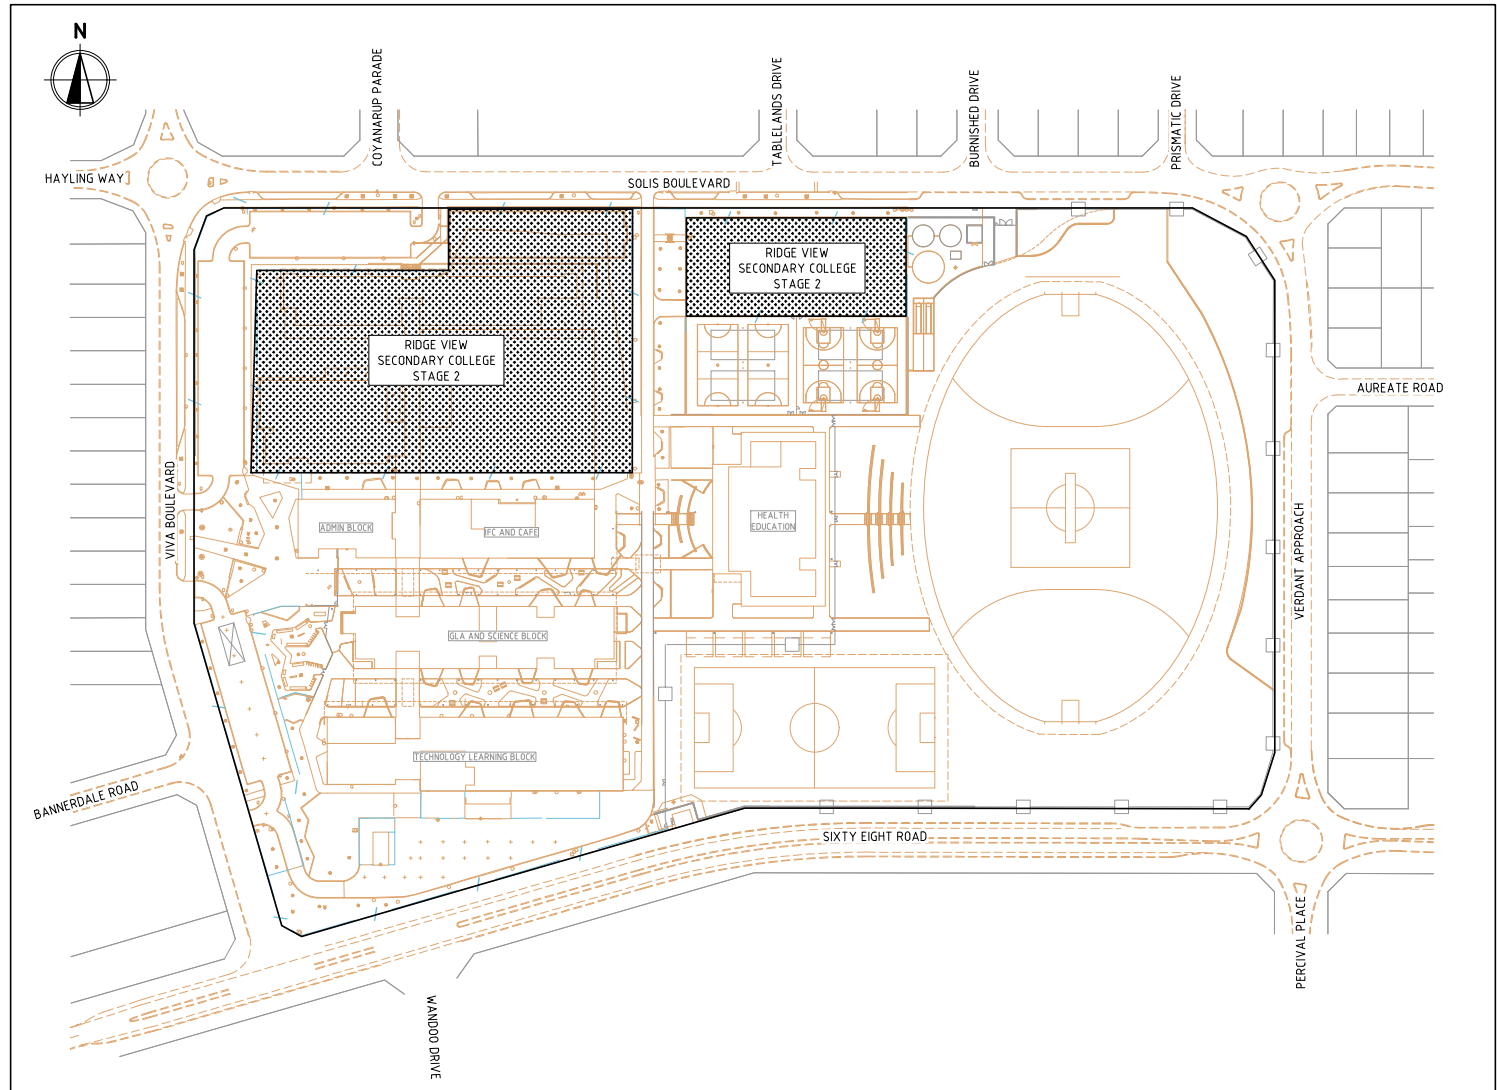 N
COYANARUP PARADE
TABLELANDS DRIVE
BURNISHED DRIVE
PRISMATIC DRIVE
HAYLING WAY
SOLIS BOULEVARD
RIDGE VIEW
SECONDARY COLLEGE
STAGE 2
RIDGE VIEW
SECONDARY COLLEGE
STAGE 2
AUREATE ROAD
VIVA BOULEVARD
ADMIN BLOCK
IFC AND CAFE
HEALTH
EDUCATION
VERDANT APPROACH
GLA AND SCIENCE BLOCK
TECHNOLOGY LEARNING BLOCK
BANNERDALE ROAD
SIXTY EIGHT ROAD
PERCIVAL PLACE
WANDOO DRIVE